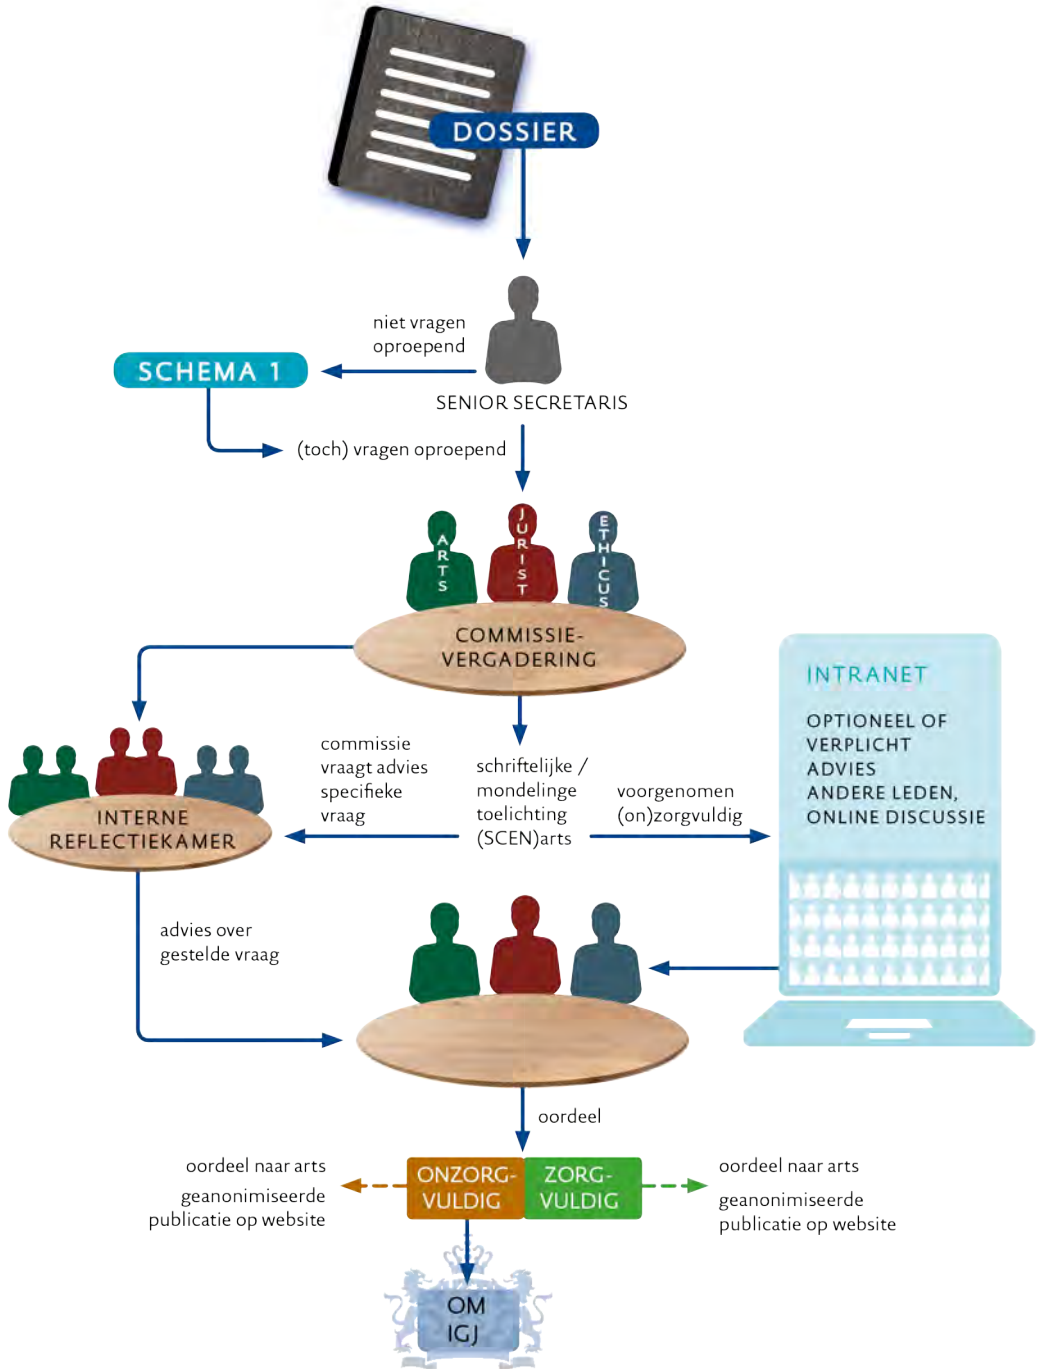 DOSSIER
niet vragen
oproepend
SCHEMA 1
SENIOR SECRETARIS
(toch) vragen oproepend
ARTS
JURIST
ETHICUS
COMMISSIE-
VERGADERING
INTRANET
OPTIONEEL OF
VERPLICHT
ADVIES
ANDERE LEDEN,
ONLINE DISCUSSIE
commissie
vraagt advies
specifieke
vraag
schriftelijke /
mondelinge
toelichting
(SCEN)arts
voorgenomen
(on)zorgvuldig
INTERNE
REFLECTIEKAMER
advies over
gestelde vraag
oordeel
oordeel naar arts
geanonimiseerde
publicatie op website
ONZORG-
VULDIG
ZORG-
VULDIG
oordeel naar arts
geanonimiseerde
publicatie op website
OM
IGJ